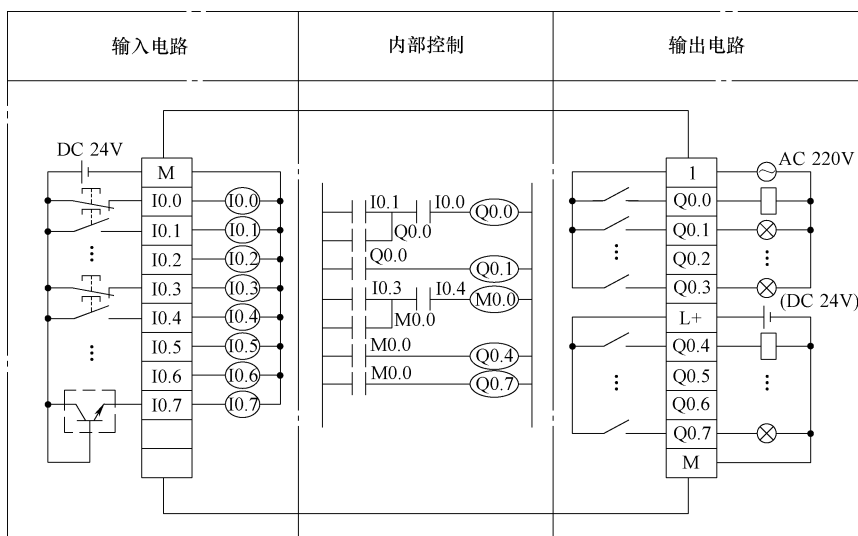 输入电路
内部控制
输出电路
DC 24V
M
I0.0
I0.1
I0.2
I0.3
I0.4
I0.5
I0.6
I0.7
I0.0
I0.1
I0.2
I0.3
I0.4
I0.5
I0.6
I0.7
I0.1 I0.0
Q0.0
Q0.0
Q0.0
Q0.1
I0.3 I0.4
M0.0
M0.0
M0.0
Q0.4
M0.0
Q0.7
1
AC 220V
Q0.0
Q0.1
Q0.2
Q0.3
(DC 24V)
L+
Q0.4
Q0.5
Q0.6
Q0.7
M